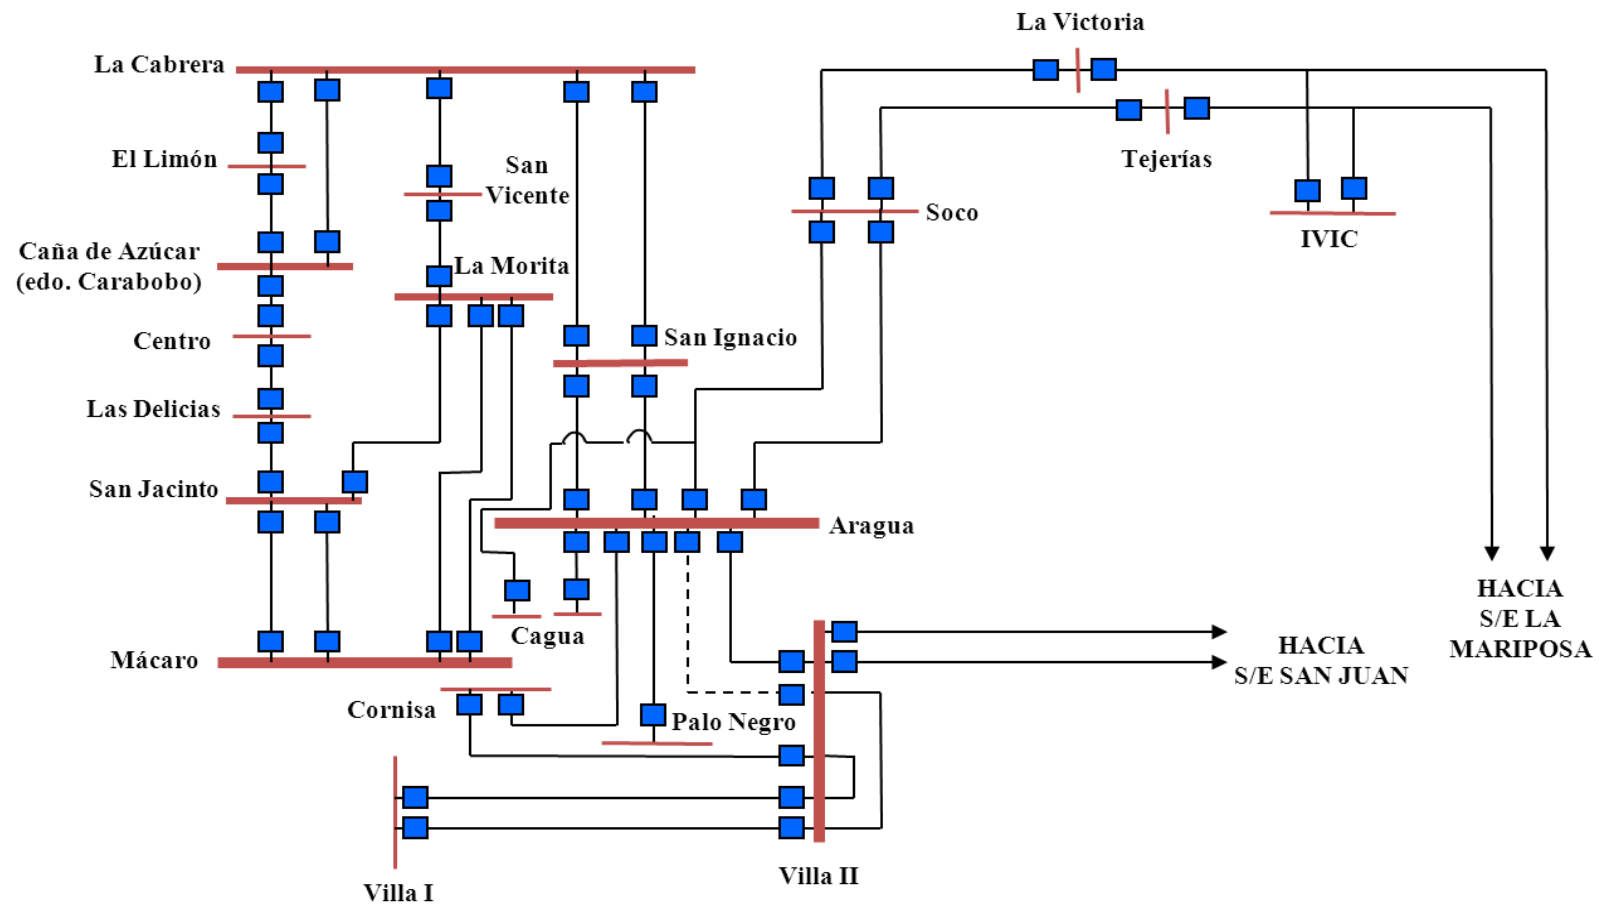 La Victoria
La Cabrera
El Limón
San
Vicente
Tejerías
Soco
IVIC
Caña de Azúcar
(edo. Carabobo)
La Morita
Centro
San Ignacio
Las Delicias
San Jacinto
Aragua
HACIA
S/E LA
MARIPOSA
Cagua
Mácaro
HACIA
S/E SAN JUAN
Cornisa
Palo Negro
Villa II
Villa I